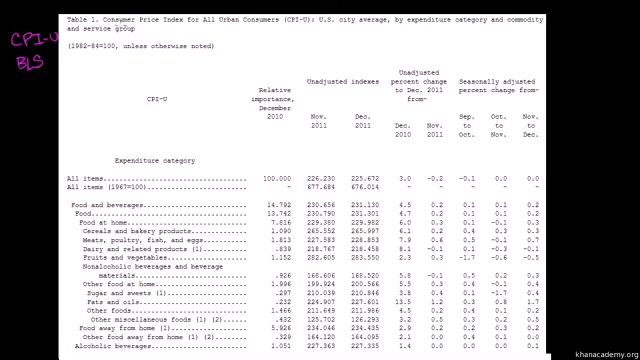 Table 1. Consumer Price Index for All Urban Consumers (CPI-U): U.S. city average, by expenditure category and commodity
and service group
(1982-84=100, unless otherwise noted)
CPI-U
BLS
CPI-U
Relative importance, December 2010
Unadjusted indexes
Unadjusted percent change to Dec. 2011 from-
Seasonally adjusted percent change from-
Nov. 2011
Dec. 2011
Dec. 2010
Nov. 2011
Sep. to Oct.
Oct. to Nov.
Nov. to Dec.
Expenditure category
All items 100.000 226.230 225.672 3.0 -0.2 -0.1 0.0 0.0
All items (1967=100) - 677.684 676.014 - - - - -
Food and beverages 14.792 230.656 231.130 4.5 0.2 0.1 0.1 0.2
Food 13.742 230.790 231.301 4.7 0.2 0.1 0.1 0.2
Food at home 7.816 229.380 229.982 6.0 0.3 0.1 -0.1 0.3
Cereals and bakery products 1.090 265.552 265.997 6.1 0.2 0.4 0.3 0.3
Meats, poultry, fish, and eggs 1.813 227.583 228.853 7.9 0.6 0.5 -0.1 0.7
Dairy and related products (1) .839 218.767 218.458 8.1 -0.1 0.1 -0.3 -0.1
Fruits and vegetables 1.152 282.605 283.550 2.3 0.3 -1.7 -0.6 -0.5
Nonalcoholic beverages and beverage
materials .926 168.606 168.520 5.8 -0.1 0.5 0.2 0.3
Other food at home 1.996 199.924 200.566 5.5 0.3 0.4 -0.1 0.4
Sugar and sweets (1) .297 210.039 210.846 3.8 0.4 0.1 -1.7 0.4
Fats and oils .232 224.907 227.601 13.5 1.2 0.3 0.8 1.7
Other foods 1.466 211.649 211.986 4.5 0.2 0.4 0.1 0.2
Other miscellaneous foods (1) (2) .432 125.702 126.293 3.2 0.5 0.3 0.2 0.5
Food away from home (1) 5.926 234.046 234.435 2.9 0.2 0.2 0.3 0.2
Other food away from home (1) (2) .329 164.120 164.095 2.1 0.0 0.4 0.1 0.0
Alcoholic beverages 1.051 227.363 227.335 1.4 0.0 0.0 0.0 0.1
khanacademy.org